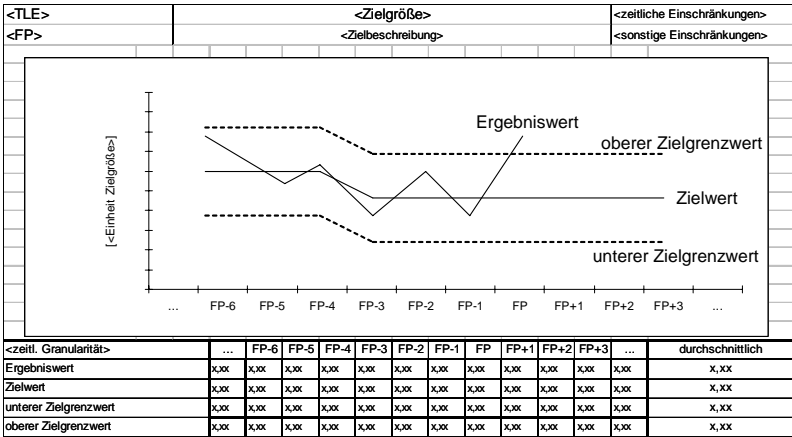 <TLE> <Zielgröße> <zeitliche Einschränkungen>
<FP> <Zielbeschreibung> <sonstige Einschränkungen>
Ergebniswert
oberer Zielgrenzwert
[<Einheit Zielgröße>]
Zielwert
unterer Zielgrenzwert
... FP-6 FP-5 FP-4 FP-3 FP-2 FP-1 FP FP+1 FP+2 FP+3 ...
<zeitl. Granularität> ... FP-6 FP-5 FP-4 FP-3 FP-2 FP-1 FP FP+1 FP+2 FP+3 ... durchschnittlich
Ergebniswert x,xx x,xx x,xx x,xx x,xx x,xx x,xx x,xx x,xx x,xx x,xx x,xx x,xx
Zielwert x,xx x,xx x,xx x,xx x,xx x,xx x,xx x,xx x,xx x,xx x,xx x,xx x,xx
unterer Zielgrenzwert x,xx x,xx x,xx x,xx x,xx x,xx x,xx x,xx x,xx x,xx x,xx x,xx x,xx
oberer Zielgrenzwert x,xx x,xx x,xx x,xx x,xx x,xx x,xx x,xx x,xx x,xx x,xx x,xx x,xx